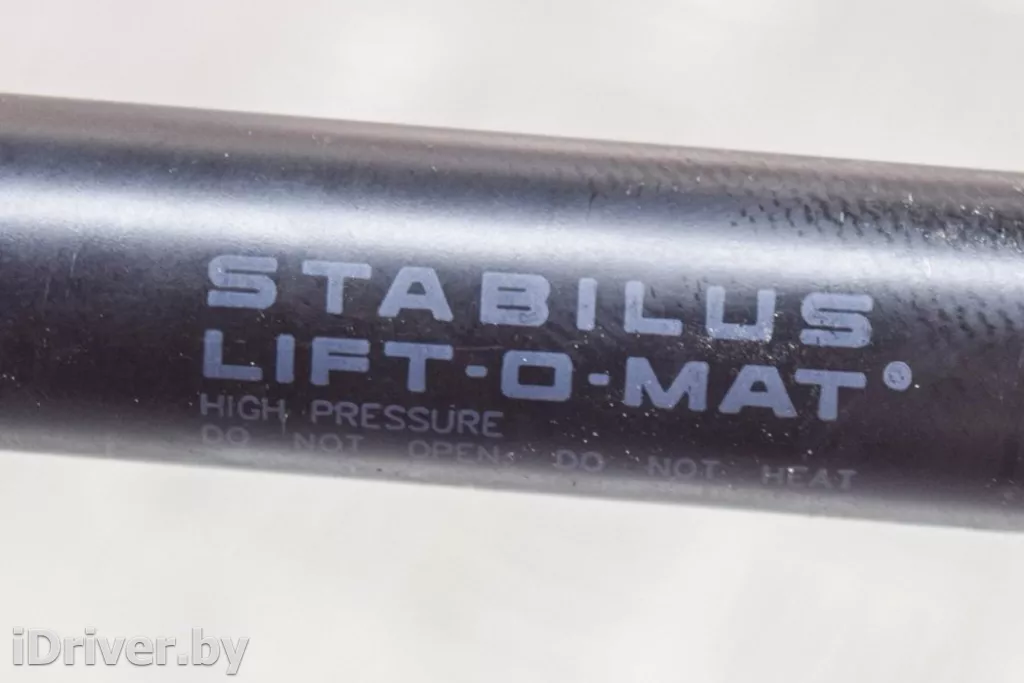 STABILUS
LIFT-O-MAT®
HIGH PRESSURE
DO NOT OPEN, DO NOT HEAT
iDriver.by